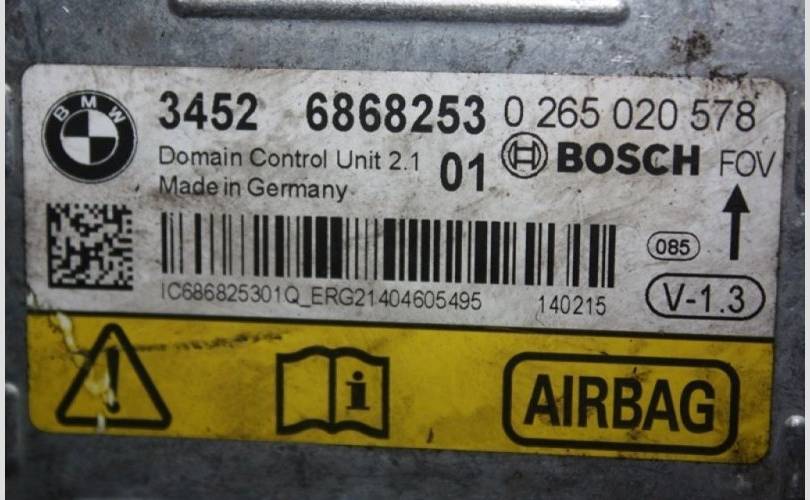 BMW
3452 6868253 0 265 020 578
Domain Control Unit 2.1 01 BOSCH FOV
Made in Germany
085
IC686825301Q_ERG21404605495 140215
V-1.3
i
AIRBAG